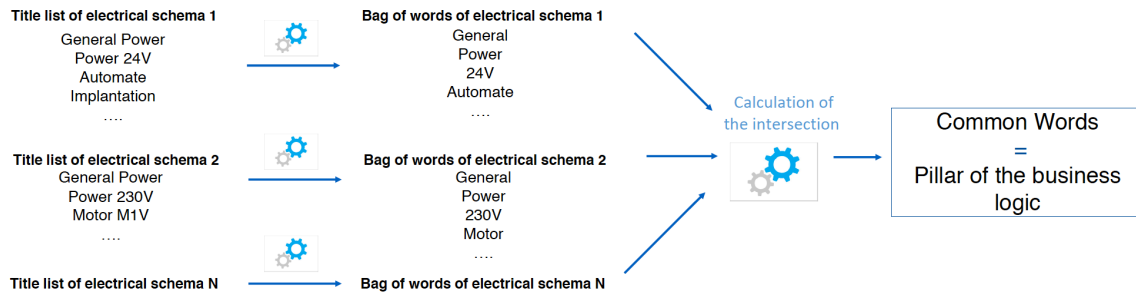 Title list of electrical schema 1
General Power
Power 24V
Automate
Implantation
....
Bag of words of electrical schema 1
General
Power
24V
Automate
....
Title list of electrical schema 2
General Power
Power 230V
Motor M1V
....
Bag of words of electrical schema 2
General
Power
230V
Motor
....
Title list of electrical schema N
Bag of words of electrical schema N
Calculation of
the intersection
Common Words
=
Pillar of the business
logic